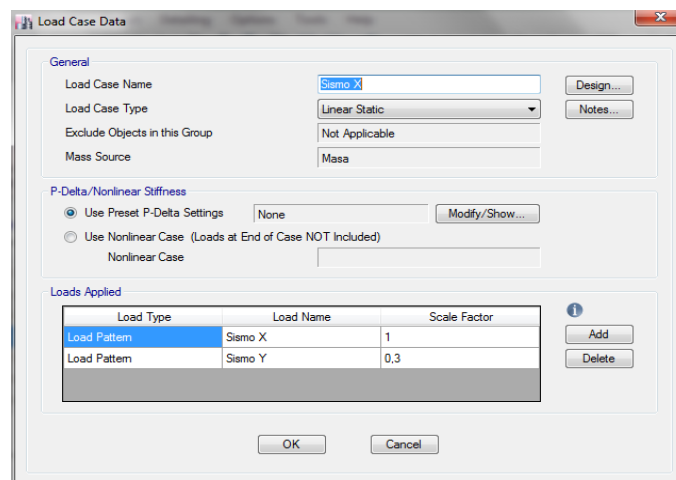 Load Case Data
General
Load Case Name Sismo X Design...
Load Case Type Linear Static Notes...
Exclude Objects in this Group Not Applicable
Mass Source Masa
P-Delta/Nonlinear Stiffness
Use Preset P-Delta Settings None Modify/Show...
Use Nonlinear Case (Loads at End of Case NOT Included)
Nonlinear Case
Loads Applied
Load Type Load Name Scale Factor
Load Pattern Sismo X 1 Add
Load Pattern Sismo Y 0,3 Delete
OK Cancel